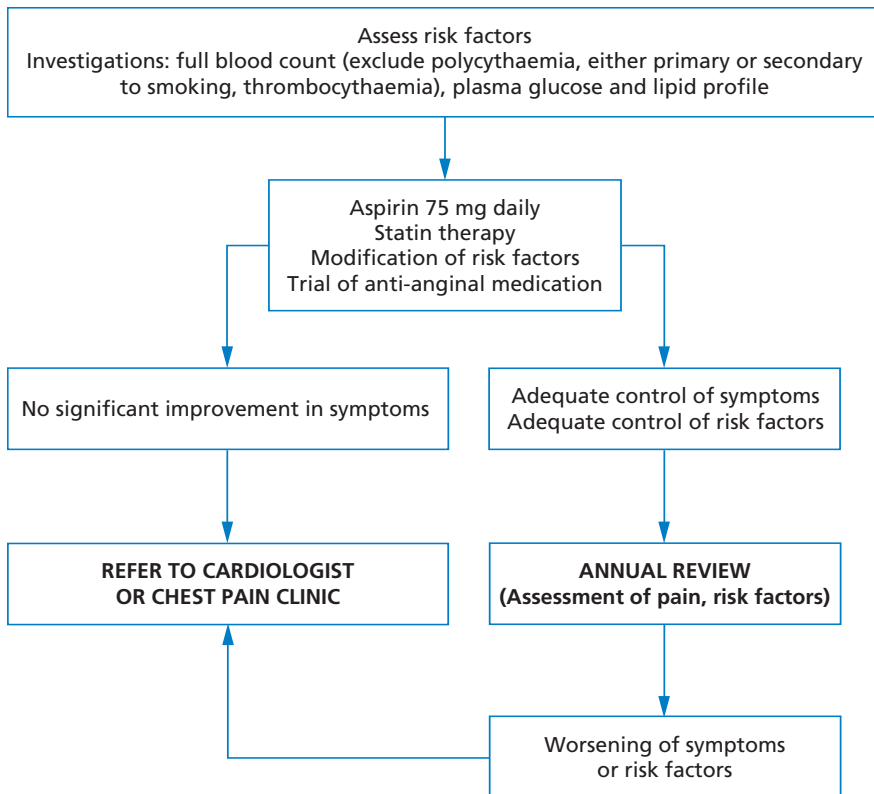 Assess risk factors
Investigations: full blood count (exclude polycythaemia, either primary or secondary
to smoking, thrombocythaemia), plasma glucose and lipid profile
Aspirin 75 mg daily
Statin therapy
Modification of risk factors
Trial of anti-anginal medication
No significant improvement in symptoms
Adequate control of symptoms
Adequate control of risk factors
REFER TO CARDIOLOGIST
OR CHEST PAIN CLINIC
ANNUAL REVIEW
(Assessment of pain, risk factors)
Worsening of symptoms
or risk factors